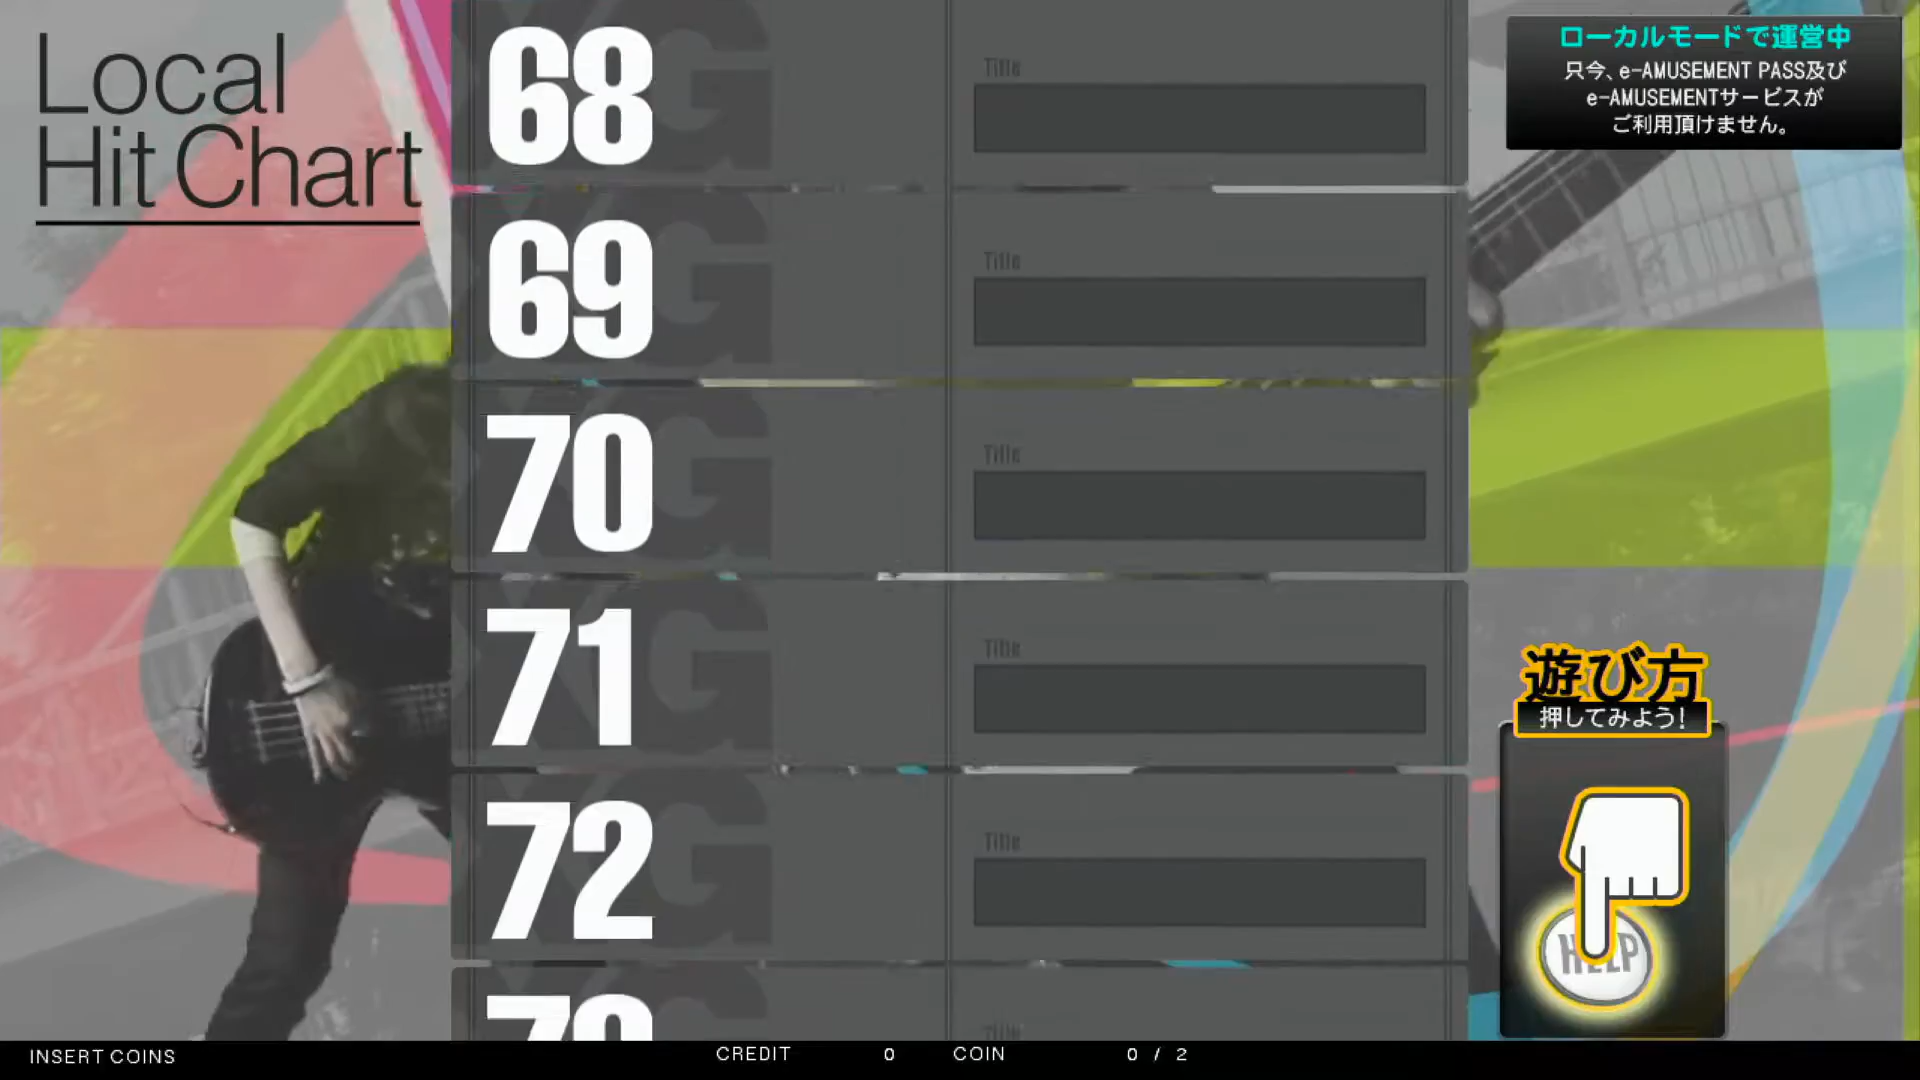 Local
Hit Chart
68
Title
69
Title
70
Title
71
Title
72
Title
Title
ローカルモードで運営中
只今、e-AMUSEMENT PASS及び
e-AMUSEMENTサービスが
ご利用頂けません。
遊び方
押してみよう!
HELP
INSERT COINS
CREDIT 0 COIN 0 / 2